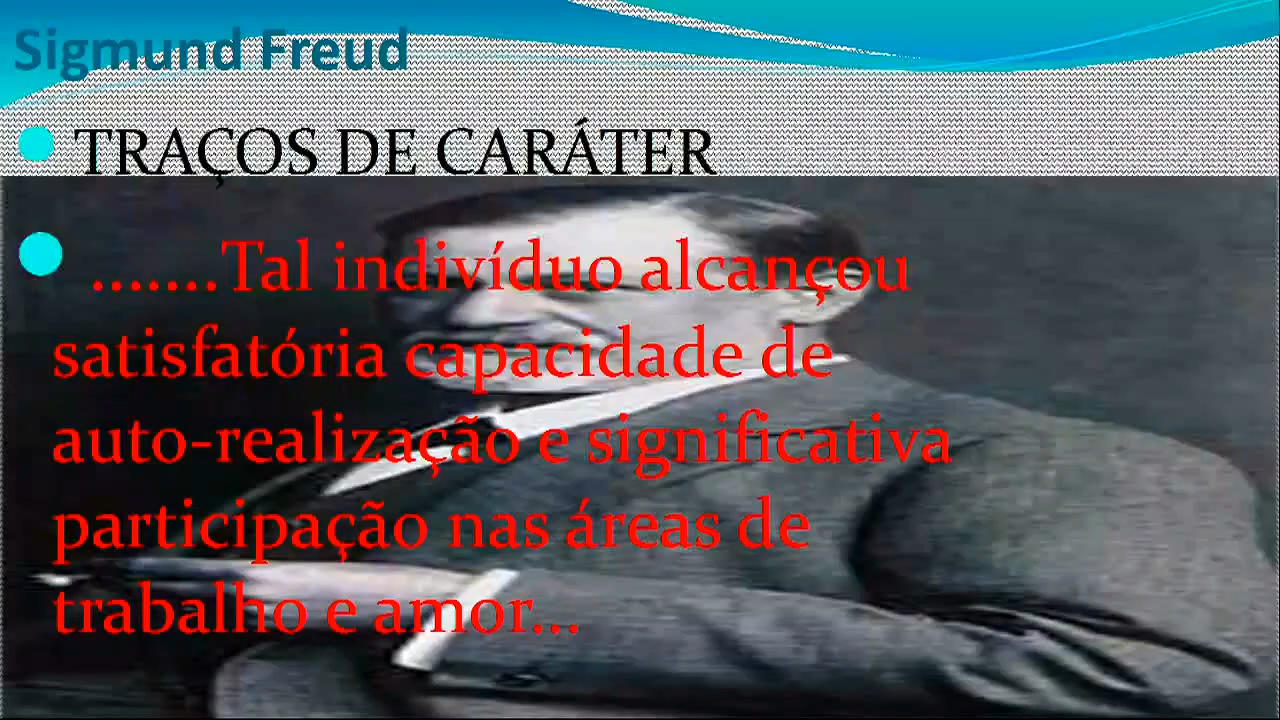 Sigmund Freud
TRAÇOS DE CARÁTER
.......Tal indivíduo alcançou
satisfatória capacidade de
auto-realização e significativa
participação nas áreas de
trabalho e amor...